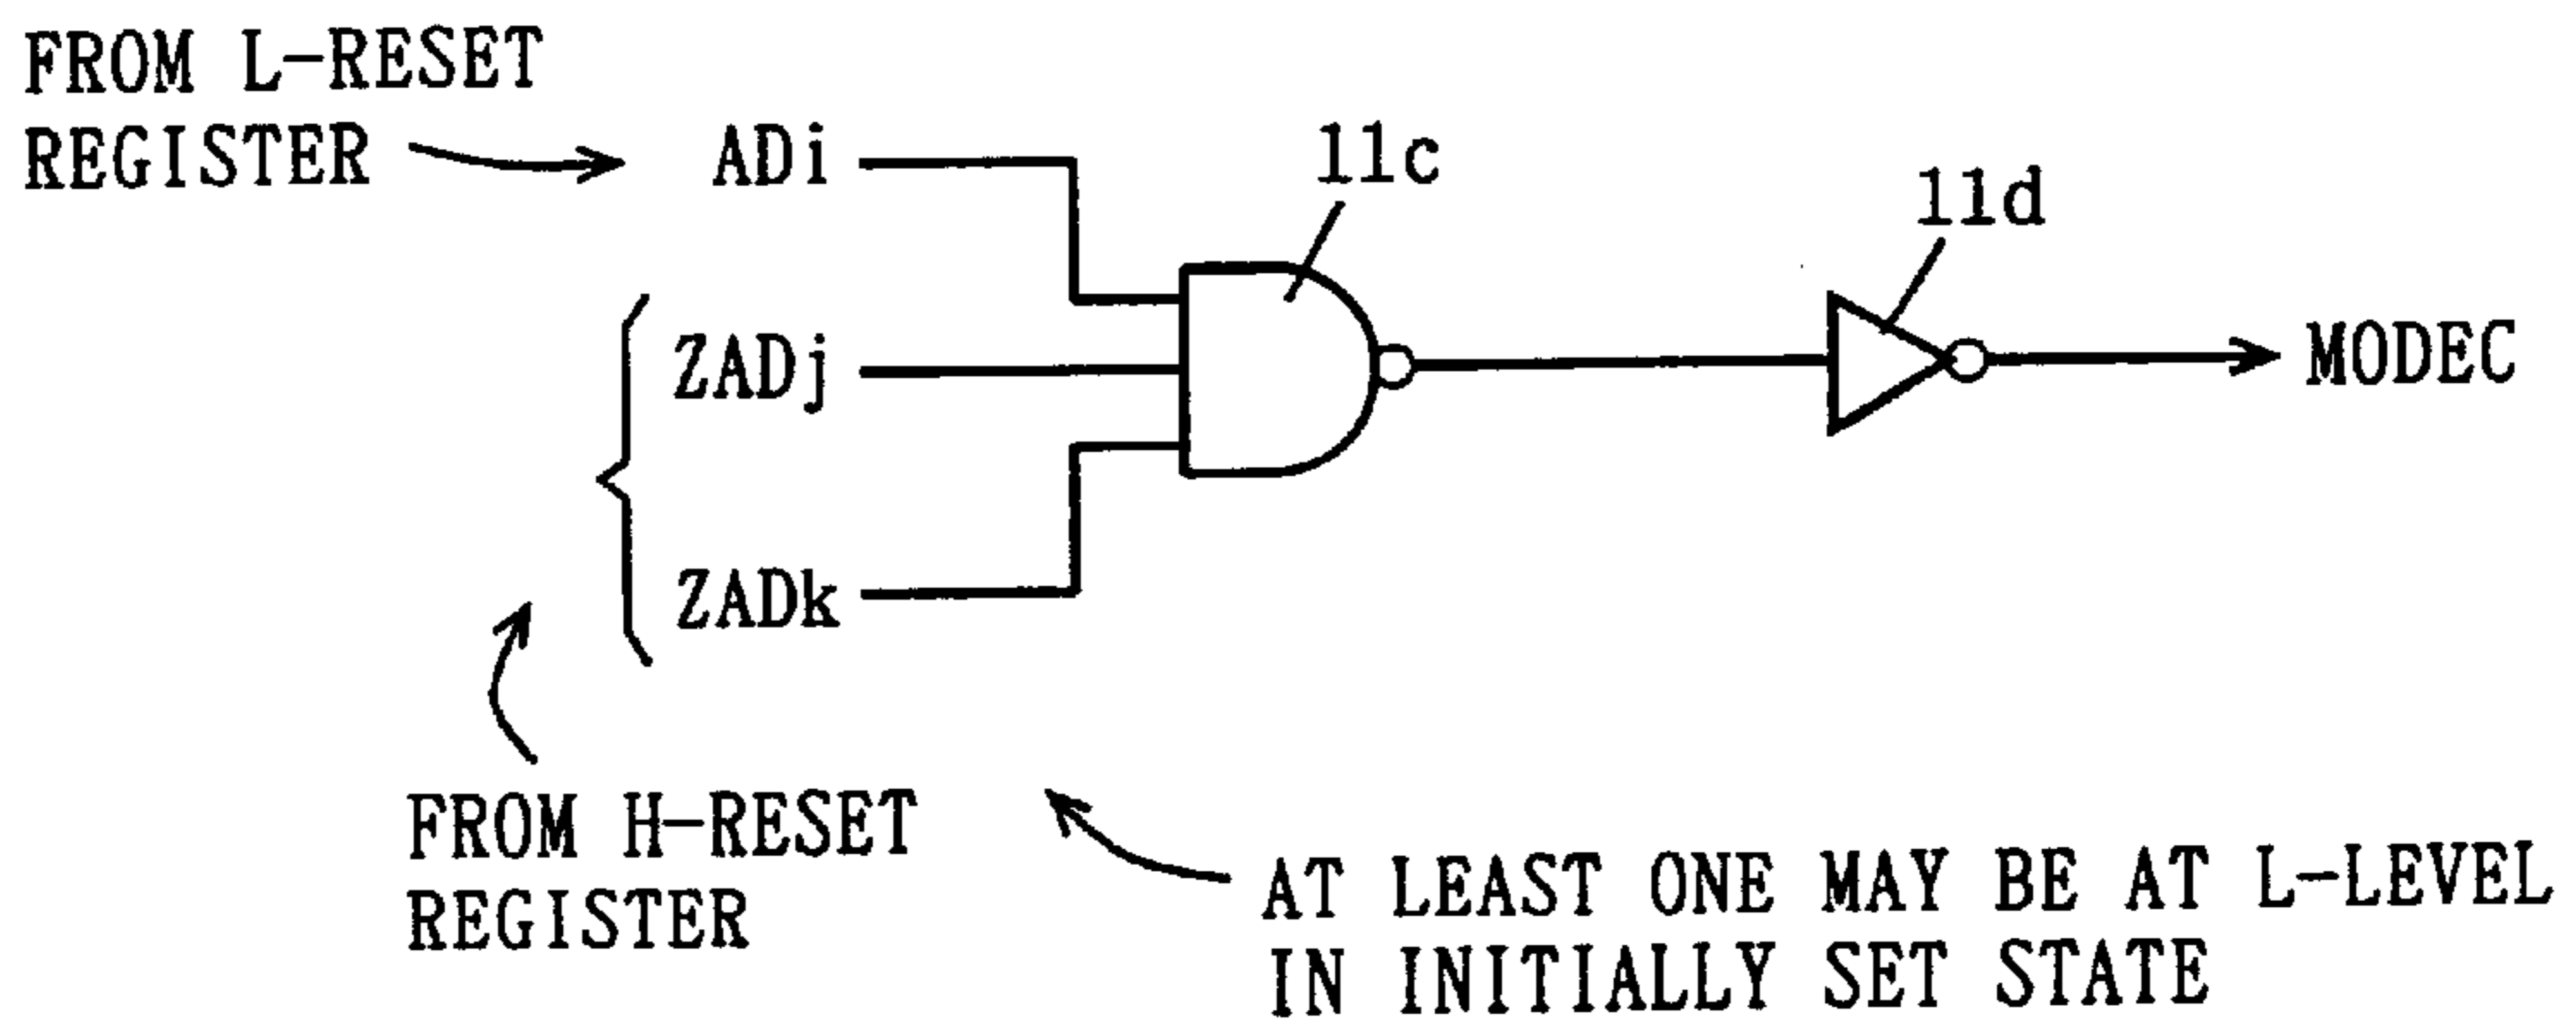 FROM L-RESET
REGISTER
ADi
11c
11d
ZADj
MODEC
ZADk
FROM H-RESET
REGISTER
AT LEAST ONE MAY BE AT L-LEVEL
IN INITIALLY SET STATE